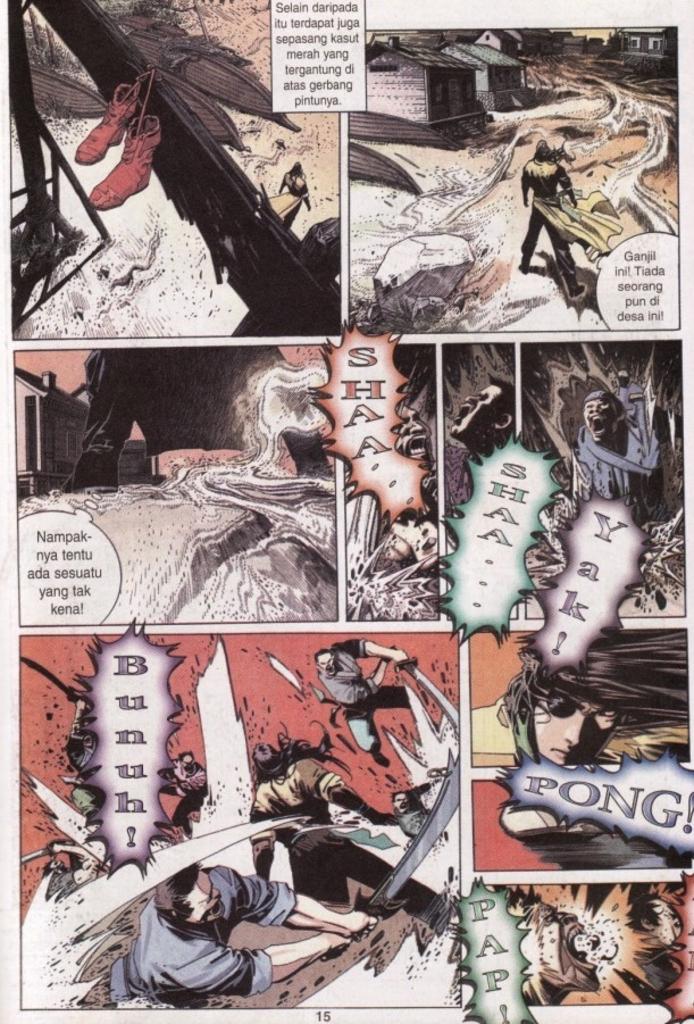 Selain daripada
itu terdapat juga
sepasang kasut
merah yang
tergantung di
atas gerbang
pintunya.
Ganjil
ini! Tiada
seorang
pun di
desa ini!
Nampak-
nya tentu
ada sesuatu
yang tak
kena!
SHAA...
SHAA...
Yak!
Bunuh!
PONG!
PAP!
15